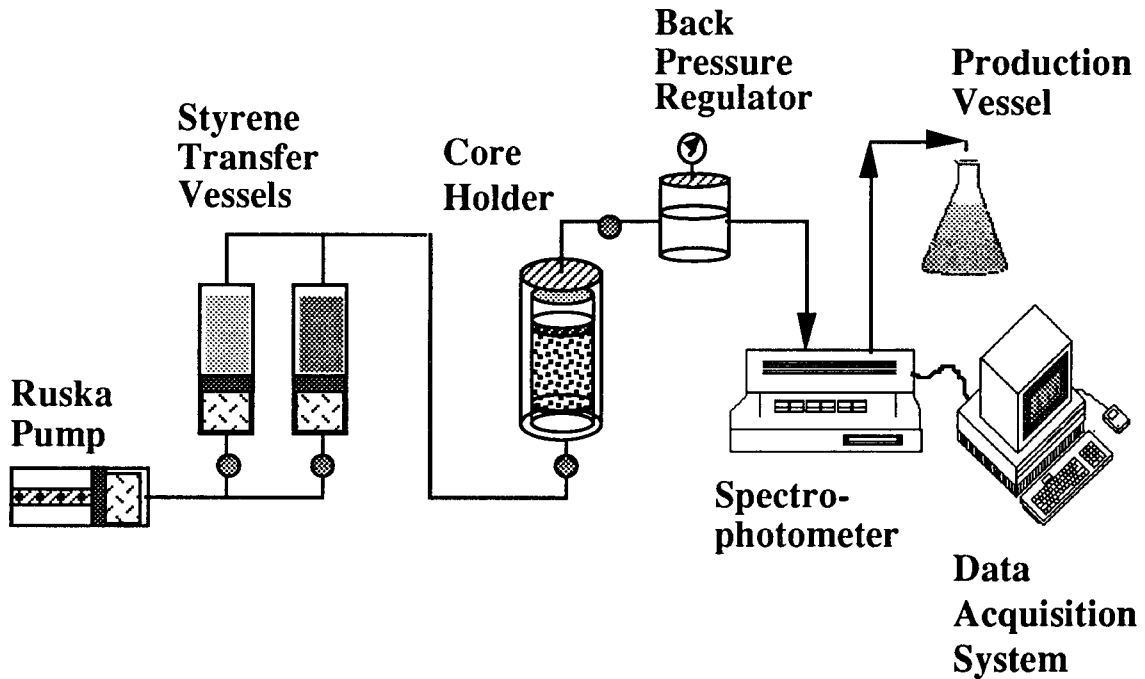 Back
Pressure
Regulator
Production
Vessel
Styrene
Transfer
Vessels
Core
Holder
Ruska
Pump
Spectro-
photometer
Data
Acquisition
System